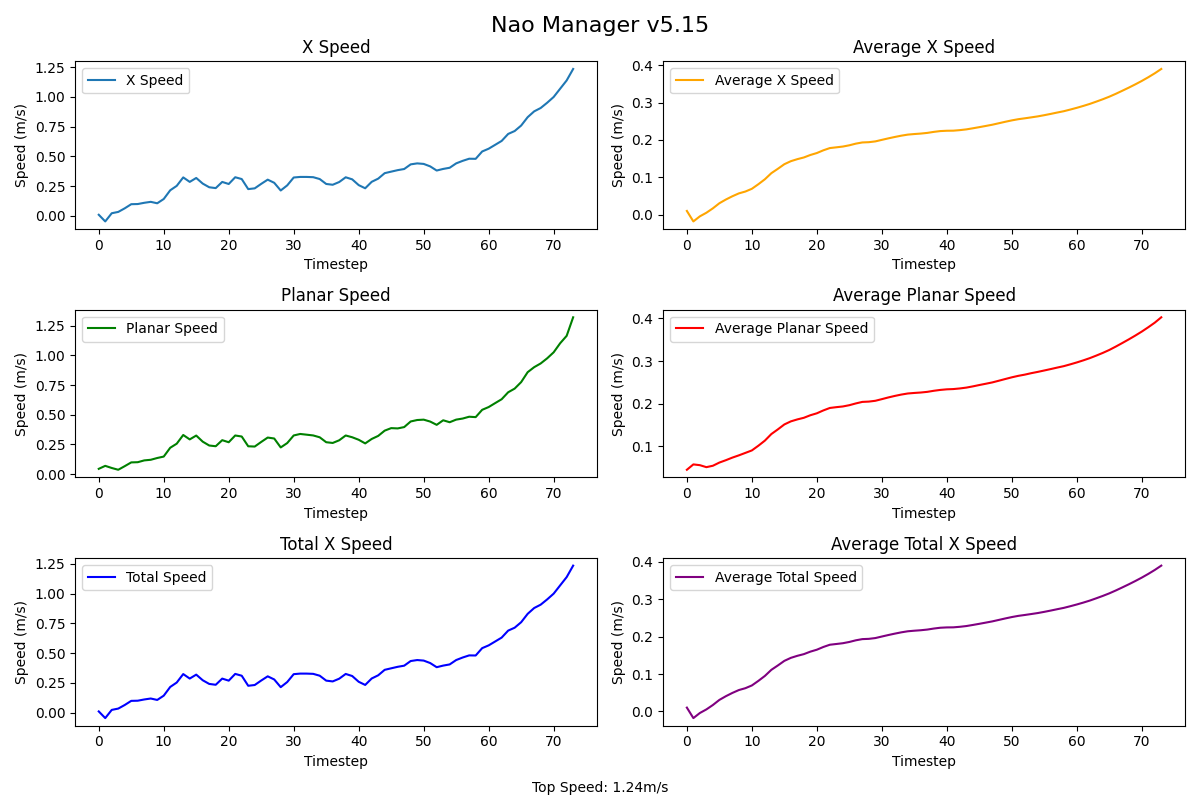 Nao Manager v5.15
X Speed
Average X Speed
Speed (m/s)
1.25
1.00
0.75
0.50
0.25
0.00
X Speed
0 10 20 30 40 50 60 70
Timestep
Speed (m/s)
0.4
0.3
0.2
0.1
0.0
Average X Speed
0 10 20 30 40 50 60 70
Timestep
Planar Speed
Average Planar Speed
Speed (m/s)
1.25
1.00
0.75
0.50
0.25
0.00
Planar Speed
0 10 20 30 40 50 60 70
Timestep
Speed (m/s)
0.4
0.3
0.2
0.1
Average Planar Speed
0 10 20 30 40 50 60 70
Timestep
Total X Speed
Average Total X Speed
Speed (m/s)
1.25
1.00
0.75
0.50
0.25
0.00
Total Speed
0 10 20 30 40 50 60 70
Timestep
Speed (m/s)
0.4
0.3
0.2
0.1
0.0
Average Total Speed
0 10 20 30 40 50 60 70
Timestep
Top Speed: 1.24m/s